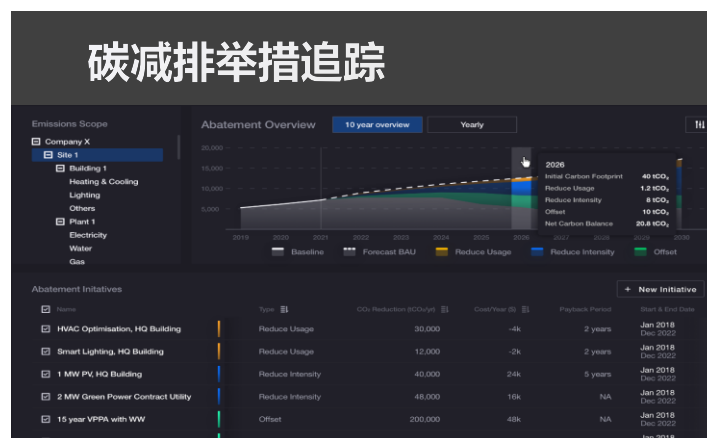 碳减排举措追踪
Emissions Scope
Company X
Site 1
Building 1
Heating & Cooling
Lighting
Others
Plant 1
Electricity
Water
Gas
Abatement Overview
10 year overview
Yearly
20,000
15,000
10,000
5,000
2019 2020 2021 2022 2023 2024 2025 2026 2027 2028 2029 2030
2026
Initial Carbon Footprint 40 tCO₂
Reduce Usage 1.2 tCO₂
Reduce Intensity 8 tCO₂
Offset 10 tCO₂
Net Carbon Balance 20.8 tCO₂
Baseline Forecast BAU Reduce Usage Reduce Intensity Offset
Abatement Initatives
+ New Initiative
Name Type CO₂ Reduction (tCO₂/yr) Cost/Year ($) Payback Period Start & End Date
HVAC Optimisation, HQ Building Reduce Usage 30,000 -4k 2 years Jan 2018
Dec 2022
Smart Lighting, HQ Building Reduce Usage 12,000 -2k 2 years Jan 2018
Dec 2022
1 MW PV, HQ Building Reduce Intensity 40,000 24k 5 years Jan 2018
Dec 2022
2 MW Green Power Contract Utility Reduce Intensity 48,000 16k NA Jan 2018
Dec 2022
15 year VPPA with WW Offset 200,000 48k NA Jan 2018
Dec 2022